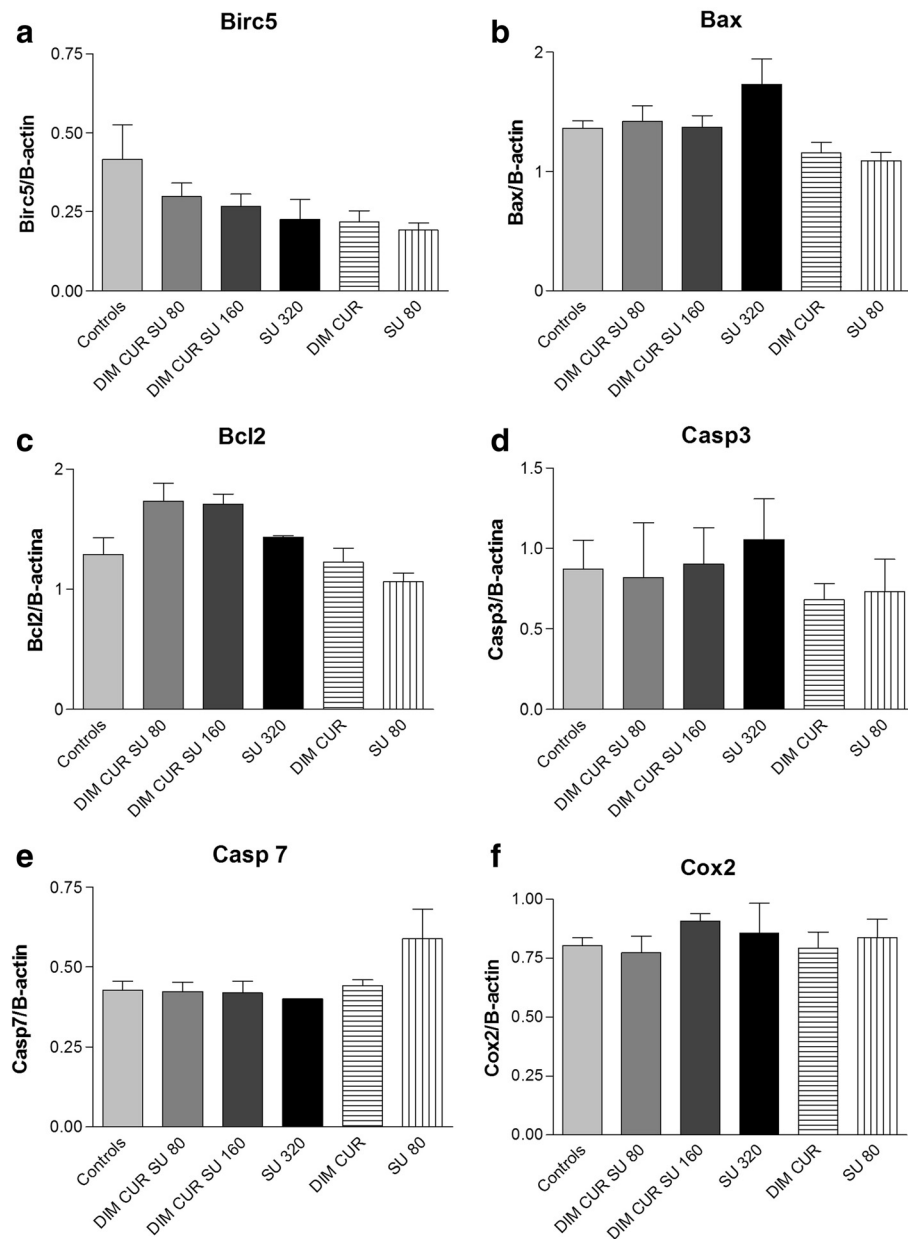 a
Birc5
0.75
0.50
0.25
0.00
Birc5/B-actin
Controls
DIM CUR SU 80
DIM CUR SU 160
SU 320
DIM CUR
SU 80
b
Bax
2
1
0
Bax/B-actin
Controls
DIM CUR SU 80
DIM CUR SU 160
SU 320
DIM CUR
SU 80
c
Bcl2
2
1
0
Bcl2/B-actina
Controls
DIM CUR SU 80
DIM CUR SU 160
SU 320
DIM CUR
SU 80
d
Casp3
1.5
1.0
0.5
0.0
Casp3/B-actina
Controls
DIM CUR SU 80
DIM CUR SU 160
SU 320
DIM CUR
SU 80
e
Casp 7
0.75
0.50
0.25
0.00
Casp7/B-actin
Controls
DIM CUR SU 80
DIM CUR SU 160
SU 320
DIM CUR
SU 80
f
Cox2
1.00
0.75
0.50
0.25
0.00
Cox2/B-actin
Controls
DIM CUR SU 80
DIM CUR SU 160
SU 320
DIM CUR
SU 80